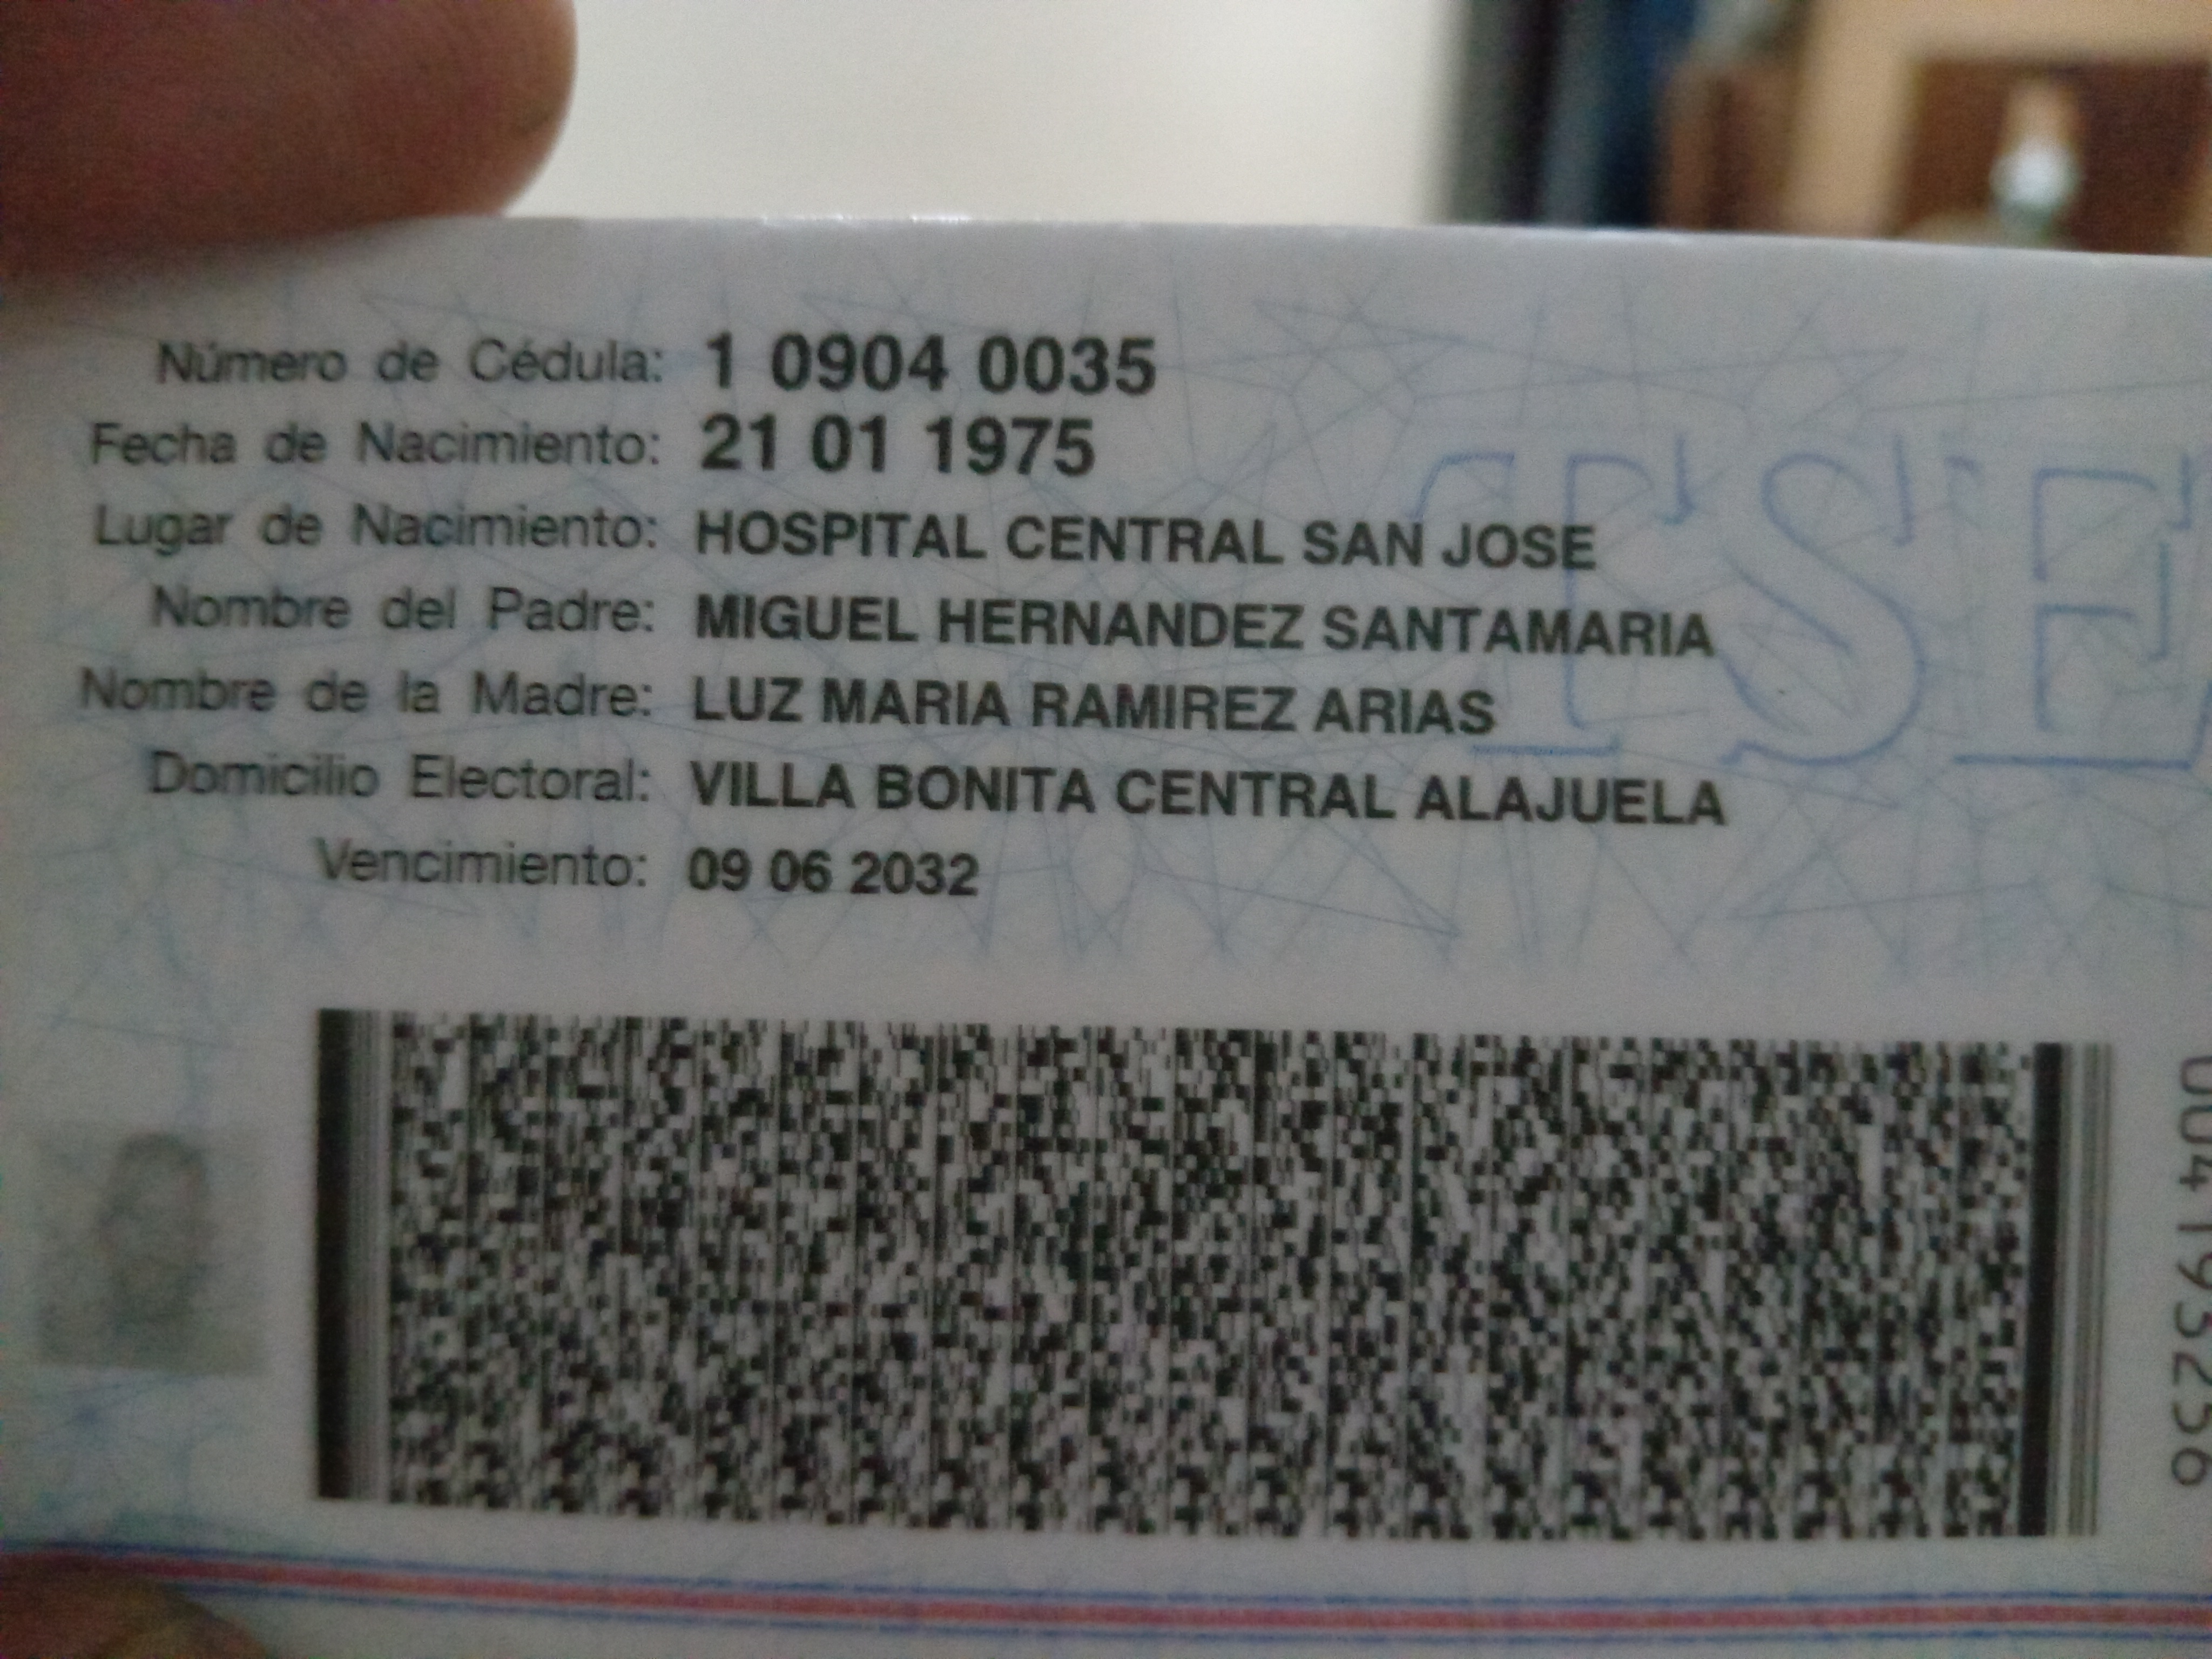 Número de Cédula: 1 0904 0035
Fecha de Nacimiento: 21 01 1975
Lugar de Nacimiento: HOSPITAL CENTRAL SAN JOSE
Nombre del Padre: MIGUEL HERNANDEZ SANTAMARIA
Nombre de la Madre: LUZ MARIA RAMIREZ ARIAS
Domicilio Electoral: VILLA BONITA CENTRAL ALAJUELA
Vencimiento: 09 06 2032
TSE
004193256